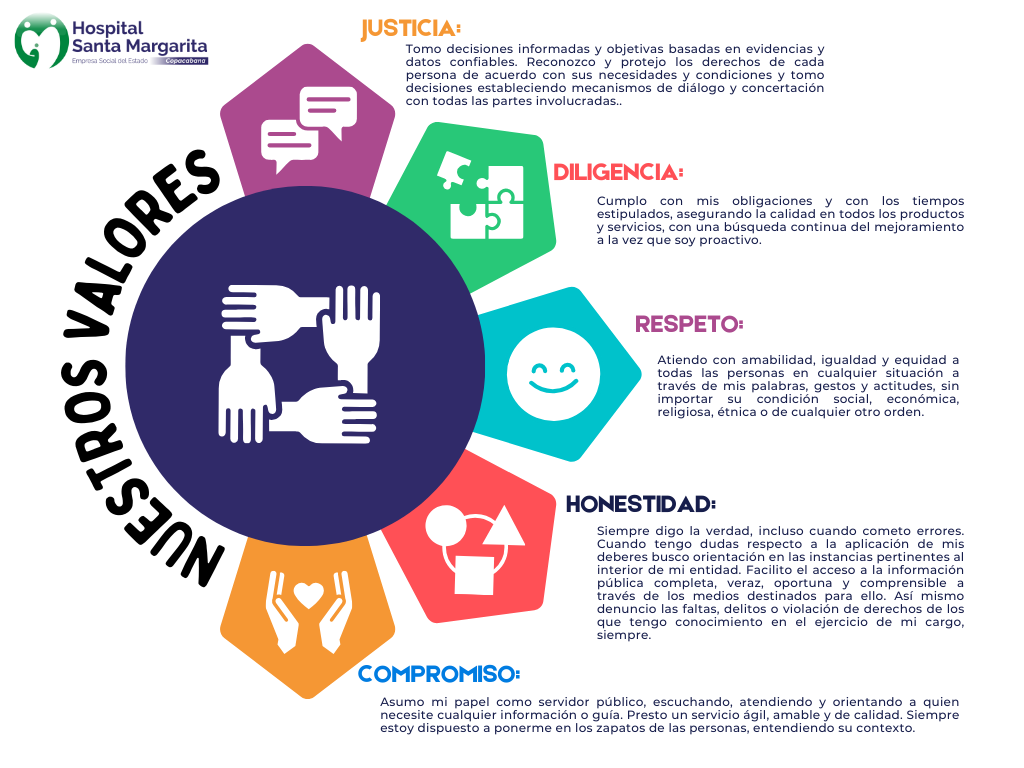 Hospital
Santa Margarita
Empresa Social del Estado Copacabana
NUESTROS VALORES
JUSTICIA:
Tomo decisiones informadas y objetivas basadas en evidencias y
datos confiables. Reconozco y protejo los derechos de cada
persona de acuerdo con sus necesidades y condiciones y tomo
decisiones estableciendo mecanismos de diálogo y concertación
con todas las partes involucradas..
DILIGENCIA:
Cumplo con mis obligaciones y con los tiempos
estipulados, asegurando la calidad en todos los productos
y servicios, con una búsqueda continua del mejoramiento
a la vez que soy proactivo.
RESPETO:
Atiendo con amabilidad, igualdad y equidad a
todas las personas en cualquier situación a
través de mis palabras, gestos y actitudes, sin
importar su condición social, económica,
religiosa, étnica o de cualquier otro orden.
HONESTIDAD:
Siempre digo la verdad, incluso cuando cometo errores.
Cuando tengo dudas respecto a la aplicación de mis
deberes busco orientación en las instancias pertinentes al
interior de mi entidad. Facilito el acceso a la información
pública completa, veraz, oportuna y comprensible a
través de los medios destinados para ello. Así mismo
denuncio las faltas, delitos o violación de derechos de los
que tengo conocimiento en el ejercicio de mi cargo,
siempre.
COMPROMISO:
Asumo mi papel como servidor público, escuchando, atendiendo y orientando a quien
necesite cualquier información o guía. Presto un servicio ágil, amable y de calidad. Siempre
estoy dispuesto a ponerme en los zapatos de las personas, entendiendo su contexto.